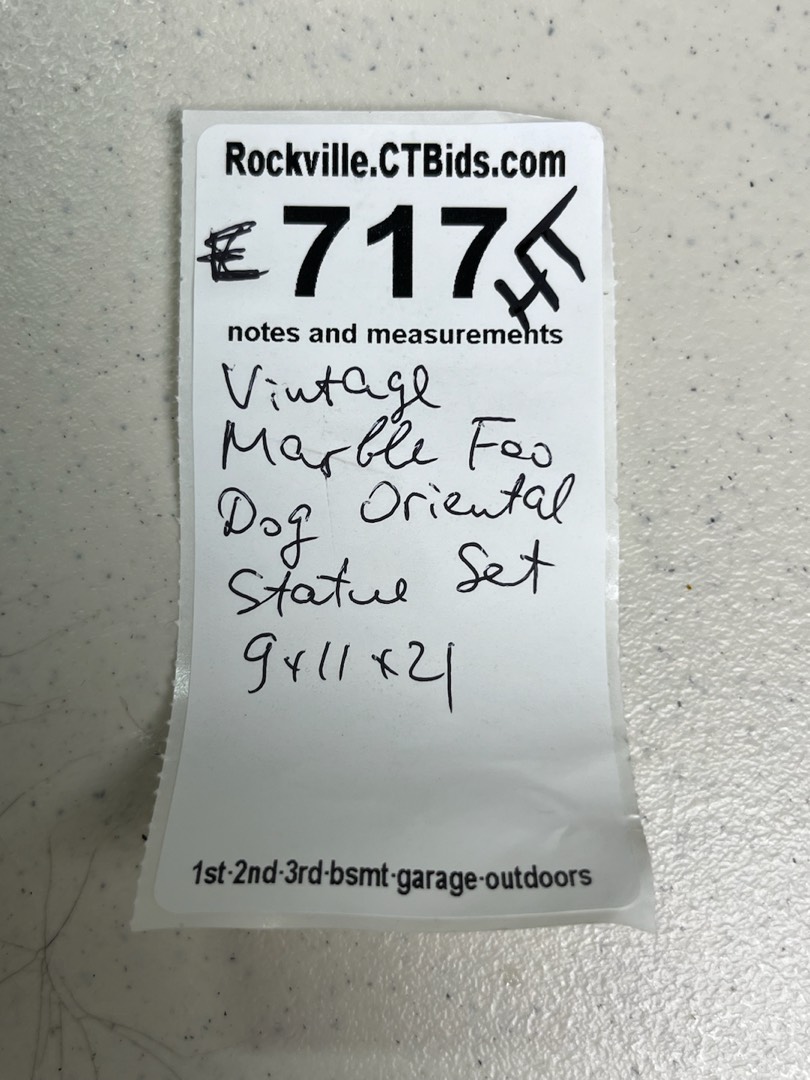 Rockville.CTBids.com
€ 717 HT
notes and measurements
Vintage
Marble Foo
Dog Oriental
Statue Set
9x11x21
1st-2nd-3rd-bsmt-garage-outdoors